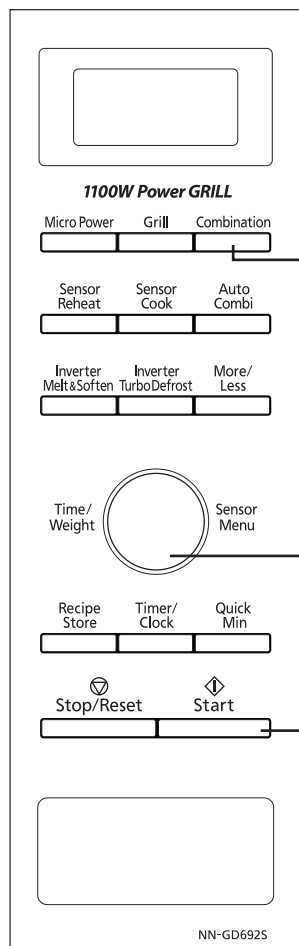 1100W Power GRILL
Micro Power Grill Combination
Sensor Sensor Auto
Reheat Cook Combi
Inverter Inverter More/
Melt&Soften TurboDefrost Less
Time/ Sensor
Weight Menu
Recipe Timer/ Quick
Store Clock Min
Stop/Reset Start
NN-GD692S